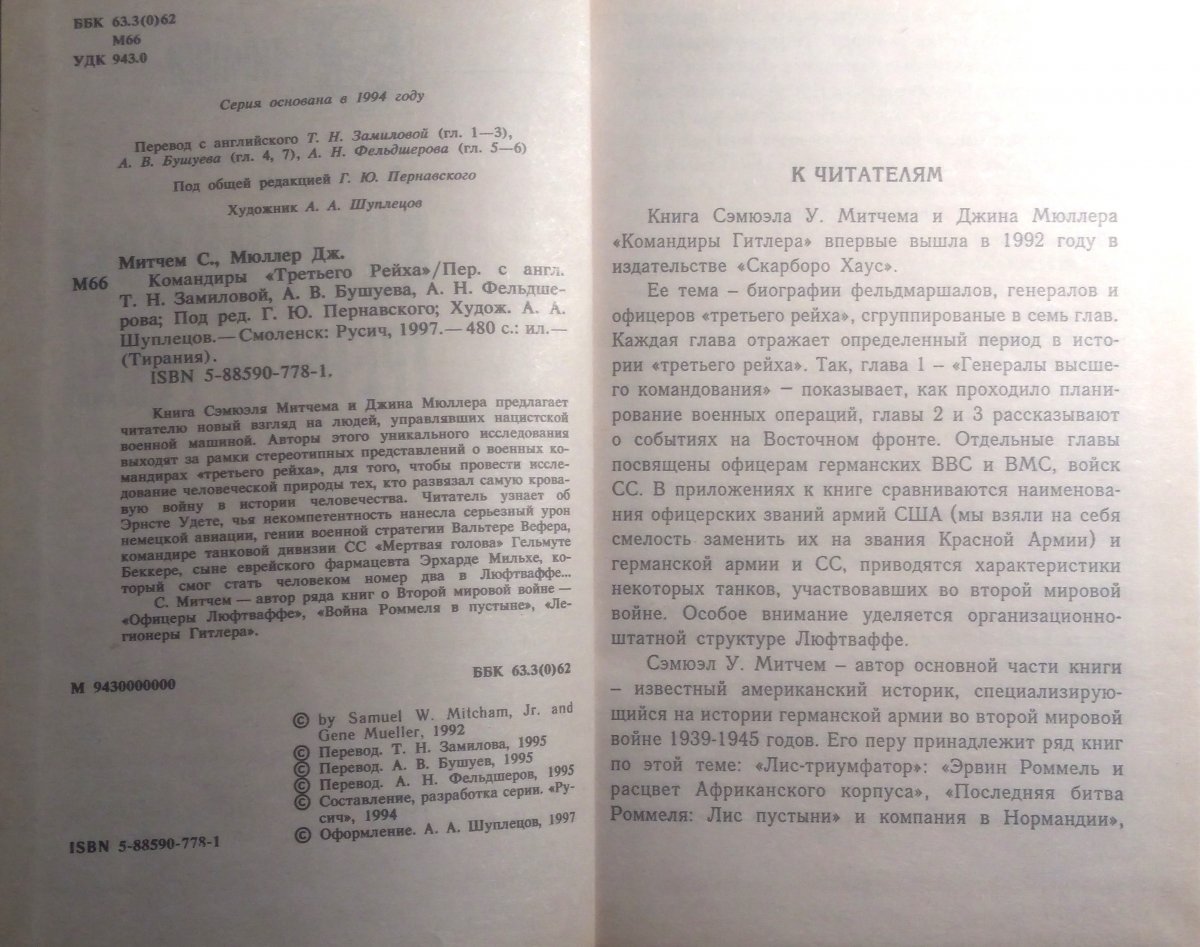 ББК 63.3(0)62
М66
УДК 943.0
Серия основана в 1994 году
Перевод с английского Т. Н. Замиловой (гл. 1—3),
А. В. Бушуева (гл. 4, 7), А. Н. Фельдшерова (гл. 5—6)
Под общей редакцией Г. Ю. Пернавского
Художник А. А. Шуплецов
Митчем С., Мюллер Дж.
М66 Командиры «Третьего Рейха»/Пер. с англ.
Т. Н. Замиловой, А. В. Бушуева, А. Н. Фельдше-
рова; Под ред. Г. Ю. Пернавского; Худож. А. А.
Шуплецов.— Смоленск: Русич, 1997.— 480 с.: ил.—
(Тирания).
ISBN 5-88590-778-1.
Книга Сэмюэля Митчема и Джина Мюллера предлагает
читателю новый взгляд на людей, управлявших нацистской
военной машиной. Авторы этого уникального исследования
выходят за рамки стереотипных представлений о военных ко-
мандирах «третьего рейха», для того, чтобы провести иссле-
дование человеческой природы тех, кто развязал самую крова-
вую войну в истории человечества. Читатель узнает об
Эрнсте Удете, чья некомпетентность нанесла серьезный урон
немецкой авиации, гении военной стратегии Вальтере Вефера,
командире танковой дивизии СС «Мертвая голова» Гельмуте
Беккере, сыне еврейского фармацевта Эрхарде Мильхе, ко-
торый смог стать человеком номер два в Люфтваффе...
С. Митчем — автор ряда книг о Второй мировой войне —
«Офицеры Люфтваффе», «Война Роммеля в пустыне», «Ле-
гионеры Гитлера».
М 9430000000
ББК 63.3(0)62
© by Samuel W. Mitcham, Jr. and
Gene Mueller, 1992
© Перевод. Т. Н. Замилова, 1995
© Перевод. А. В. Бушуев, 1995
© Перевод. А. Н. Фельдшеров, 1995
© Составление, разработка серии. «Ру-
сич», 1994
© Оформление. А. А. Шуплецов, 1997
ISBN 5-88590-778-1
К ЧИТАТЕЛЯМ
Книга Сэмюэла У. Митчема и Джина Мюллера
«Командиры Гитлера» впервые вышла в 1992 году в
издательстве «Скарборо Хаус».
Ее тема – биографии фельдмаршалов, генералов и
офицеров «третьего рейха», сгруппированые в семь глав.
Каждая глава отражает определенный период в исто-
рии «третьего рейха». Так, глава 1 – «Генералы высше-
го командования» – показывает, как проходило плани-
рование военных операций, главы 2 и 3 рассказывают
о событиях на Восточном фронте. Отдельные главы
посвящены офицерам германских ВВС и ВМС, войск
СС. В приложениях к книге сравниваются наименова-
ния офицерских званий армий США (мы взяли на себя
смелость заменить их на звания Красной Армии) и
германской армии и СС, приводятся характеристики
некоторых танков, участвовавших во второй мировой
войне. Особое внимание уделяется организационно-
штатной структуре Люфтваффе.
Сэмюэл У. Митчем – автор основной части книги
– известный американский историк, специализирую-
щийся на истории германской армии во второй мировой
войне 1939-1945 годов. Его перу принадлежит ряд книг
по этой теме: «Лис-триумфатор»: «Эрвин Роммель и
расцвет Африканского корпуса», «Последняя битва
Роммеля: Лис пустыни» и компания в Нормандии»,